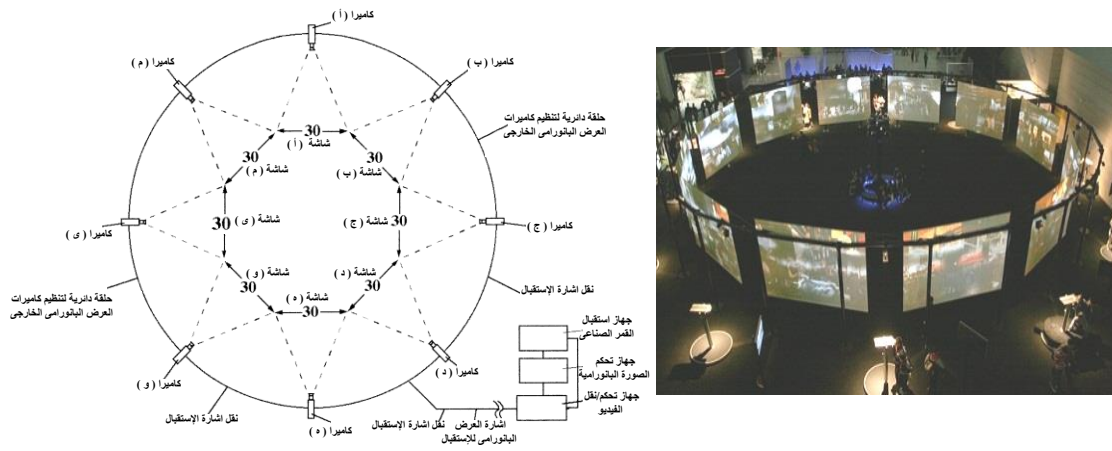 كاميرا ( أ )
كاميرا ( م )
كاميرا ( ب )
حلقة دائرية لتنظيم كاميرات
العرض البانورامى الخارجى
30
شاشة ( أ )
30
شاشة ( م )
30
شاشة ( ب )
كاميرا ( ى )
30
شاشة ( ى )
شاشة ( ج )
30
كاميرا ( ج )
شاشة ( و )
30
شاشة ( د )
30
شاشة ( ه )
30
نقل اشارة الإستقبال
حلقة دائرية لتنظيم كاميرات
العرض البانورامى الخارجى
جهاز استقبال
القمر الصناعى
جهاز تحكم
الصورة البانورامية
جهاز تحكم/نقل
الفيديو
كاميرا ( و )
كاميرا ( د )
نقل اشارة الإستقبال
كاميرا ( ه )
نقل اشارة الإستقبال
اشارة العرض
البانورامى للإستقبال